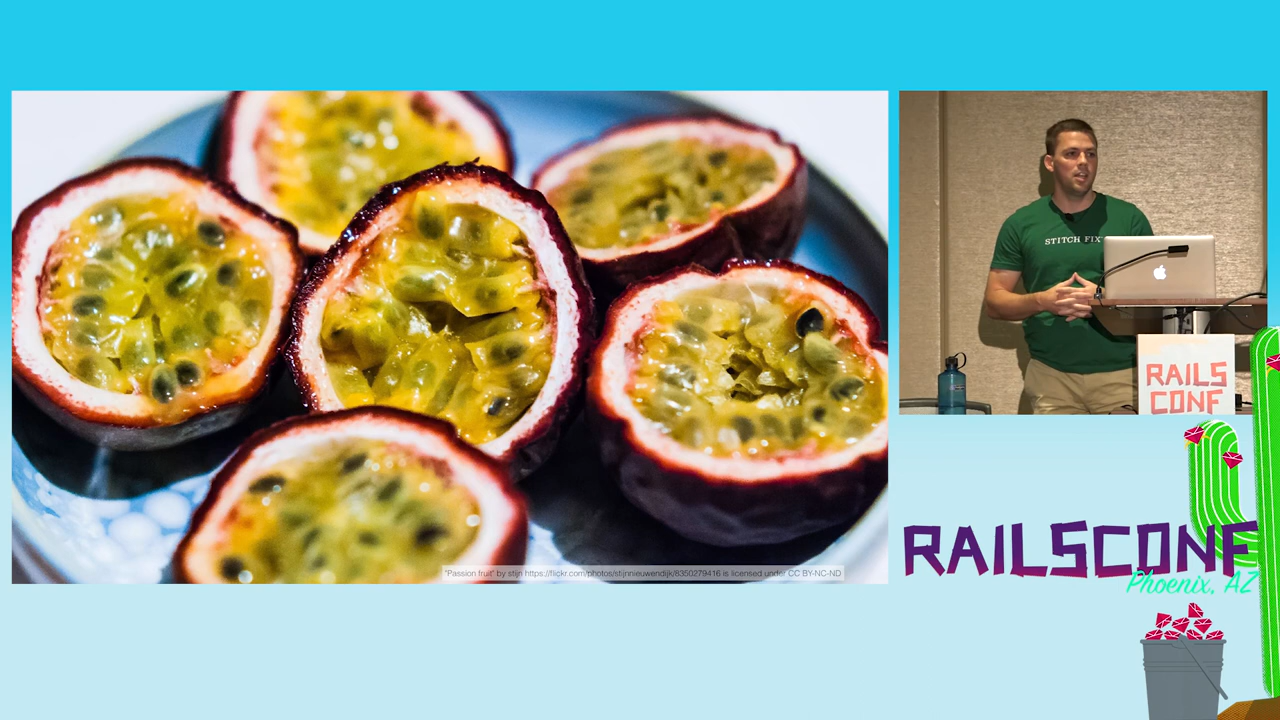 "Passion fruit" by stijn https://flickr.com/photos/stijnnieuwendijk/8350279416 is licensed under CC BY-NC-ND
STITCH FIX
RAILS
CONF
RAILSCONF
Phoenix, AZ